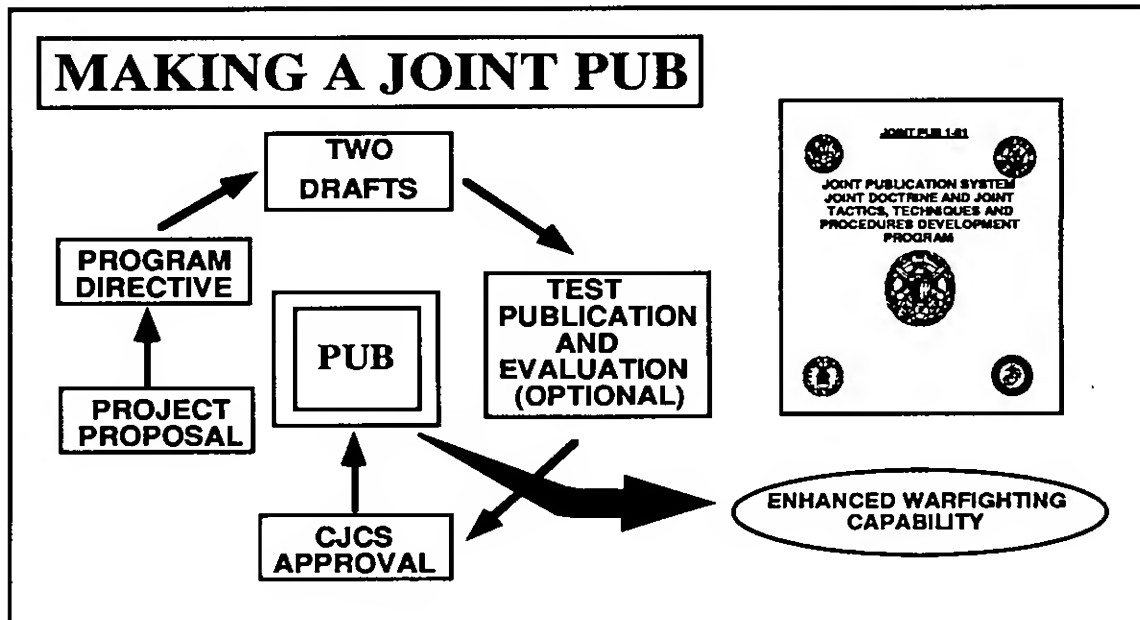 MAKING A JOINT PUB
TWO
DRAFTS
PROGRAM
DIRECTIVE
PROJECT
PROPOSAL
PUB
TEST
PUBLICATION
AND
EVALUATION
(OPTIONAL)
CJCS
APPROVAL
JOINT PUB 1-01
JOINT PUBLICATION SYSTEM
JOINT DOCTRINE AND JOINT
TACTICS, TECHNIQUES AND
PROCEDURES DEVELOPMENT
PROGRAM
ENHANCED WARFIGHTING
CAPABILITY